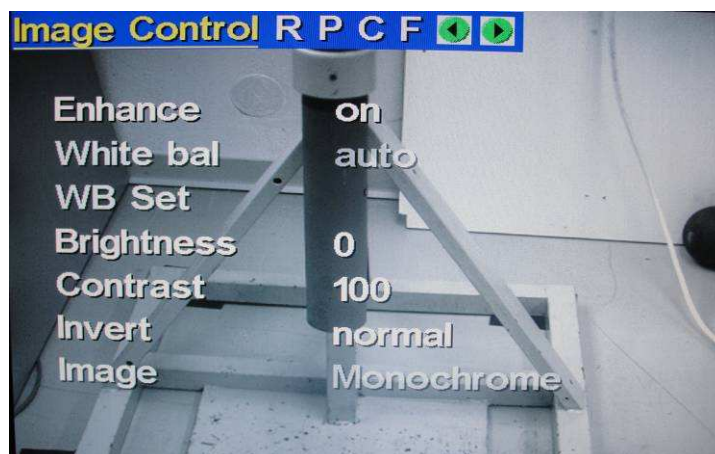 Image Control R P C F
Enhance on
White bal auto
WB Set
Brightness 0
Contrast 100
Invert normal
Image Monochrome